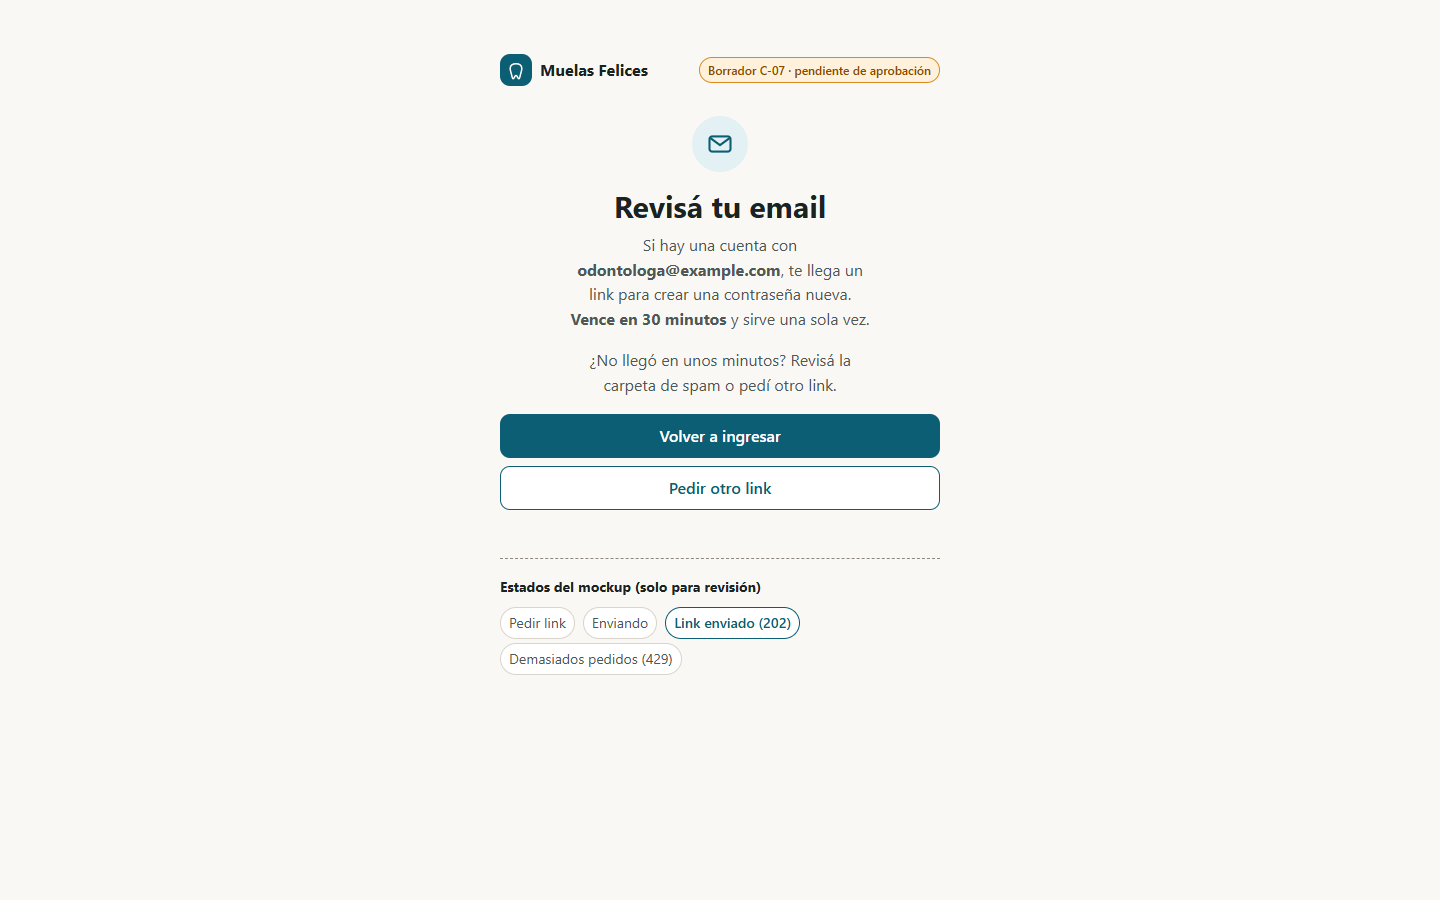 Muelas Felices
Borrador C-07 · pendiente de aprobación
Revisá tu email
Si hay una cuenta con
odontologa@example.com, te llega un
link para crear una contraseña nueva.
Vence en 30 minutos y sirve una sola vez.
¿No llegó en unos minutos? Revisá la
carpeta de spam o pedí otro link.
Volver a ingresar
Pedir otro link
Estados del mockup (solo para revisión)
Pedir link
Enviando
Link enviado (202)
Demasiados pedidos (429)